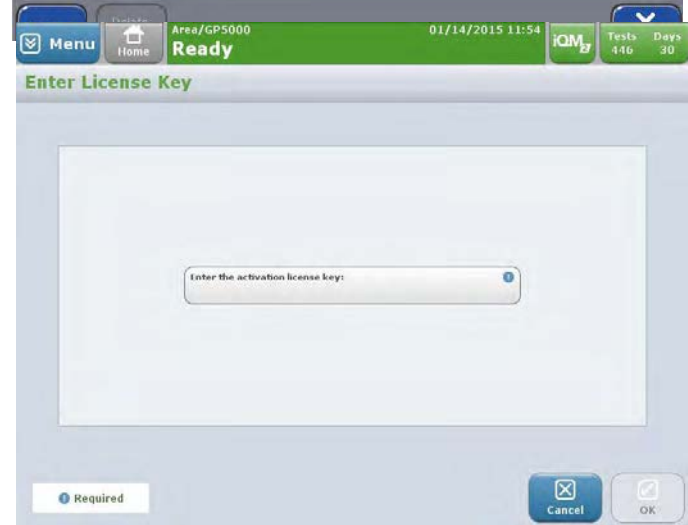 Menu
Home
Area/GP5000
Ready
01/14/2015 11:54
iQM2
Tests
446
Days
30
Enter License Key
Enter the activation license key:
Required
Cancel
OK